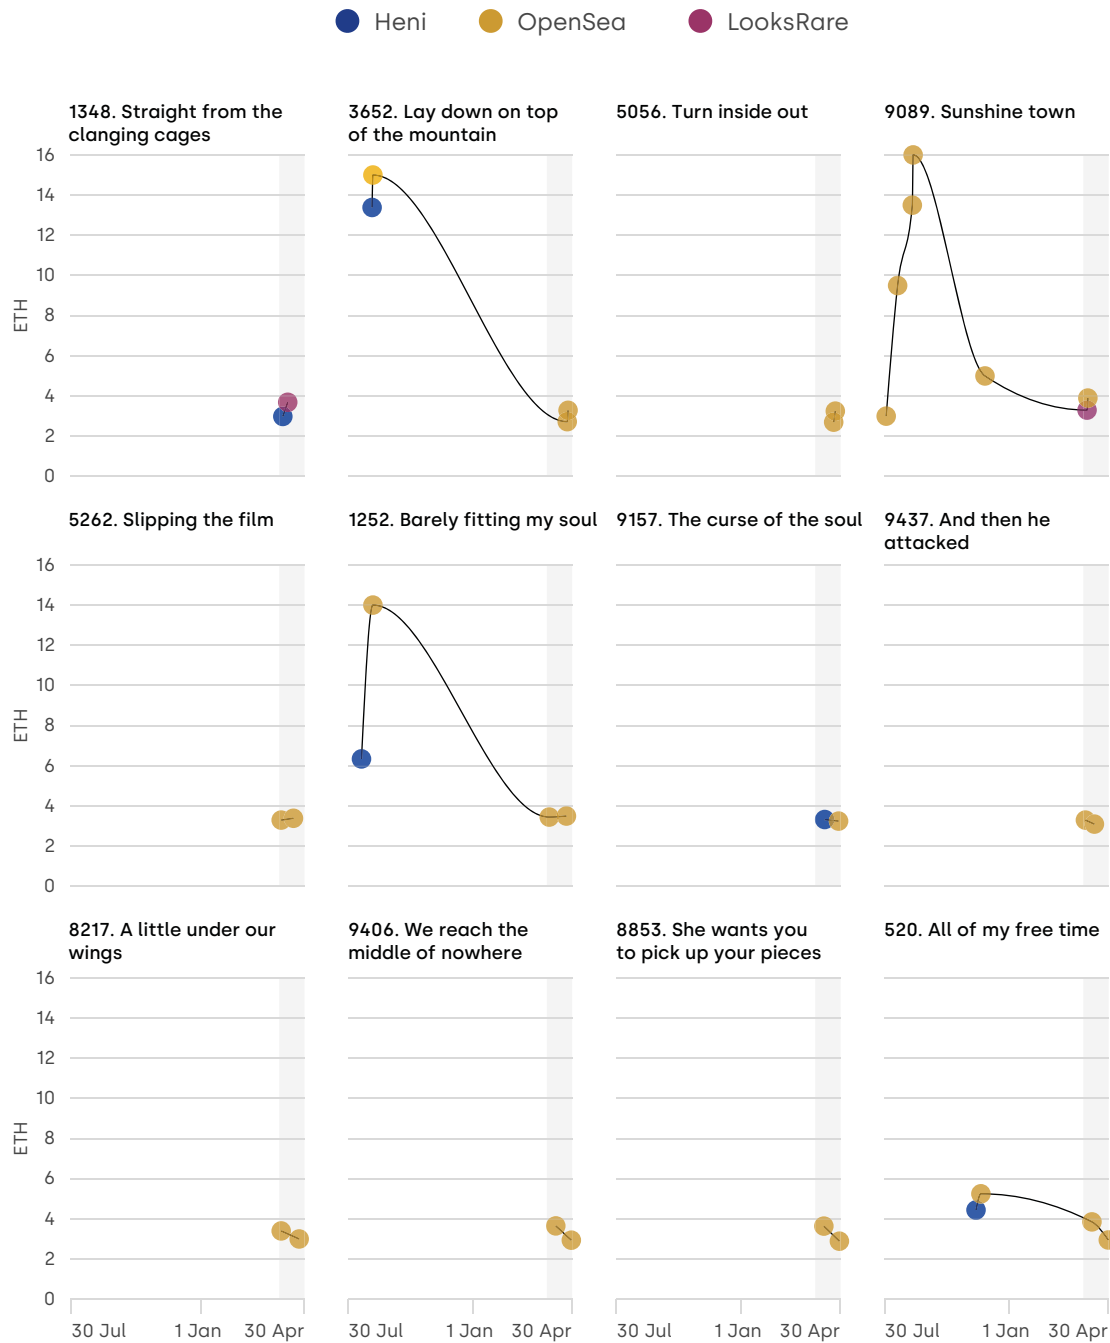 Heni OpenSea LooksRare
1348. Straight from the
clanging cages
3652. Lay down on top
of the mountain
5056. Turn inside out
9089. Sunshine town
16
14
12
10
8
6
4
2
0
ETH
5262. Slipping the film
1252. Barely fitting my soul
9157. The curse of the soul
9437. And then he
attacked
16
14
12
10
8
6
4
2
0
ETH
8217. A little under our
wings
9406. We reach the
middle of nowhere
8853. She wants you
to pick up your pieces
520. All of my free time
16
14
12
10
8
6
4
2
0
ETH
30 Jul 1 Jan 30 Apr 30 Jul 1 Jan 30 Apr 30 Jul 1 Jan 30 Apr 30 Jul 1 Jan 30 Apr